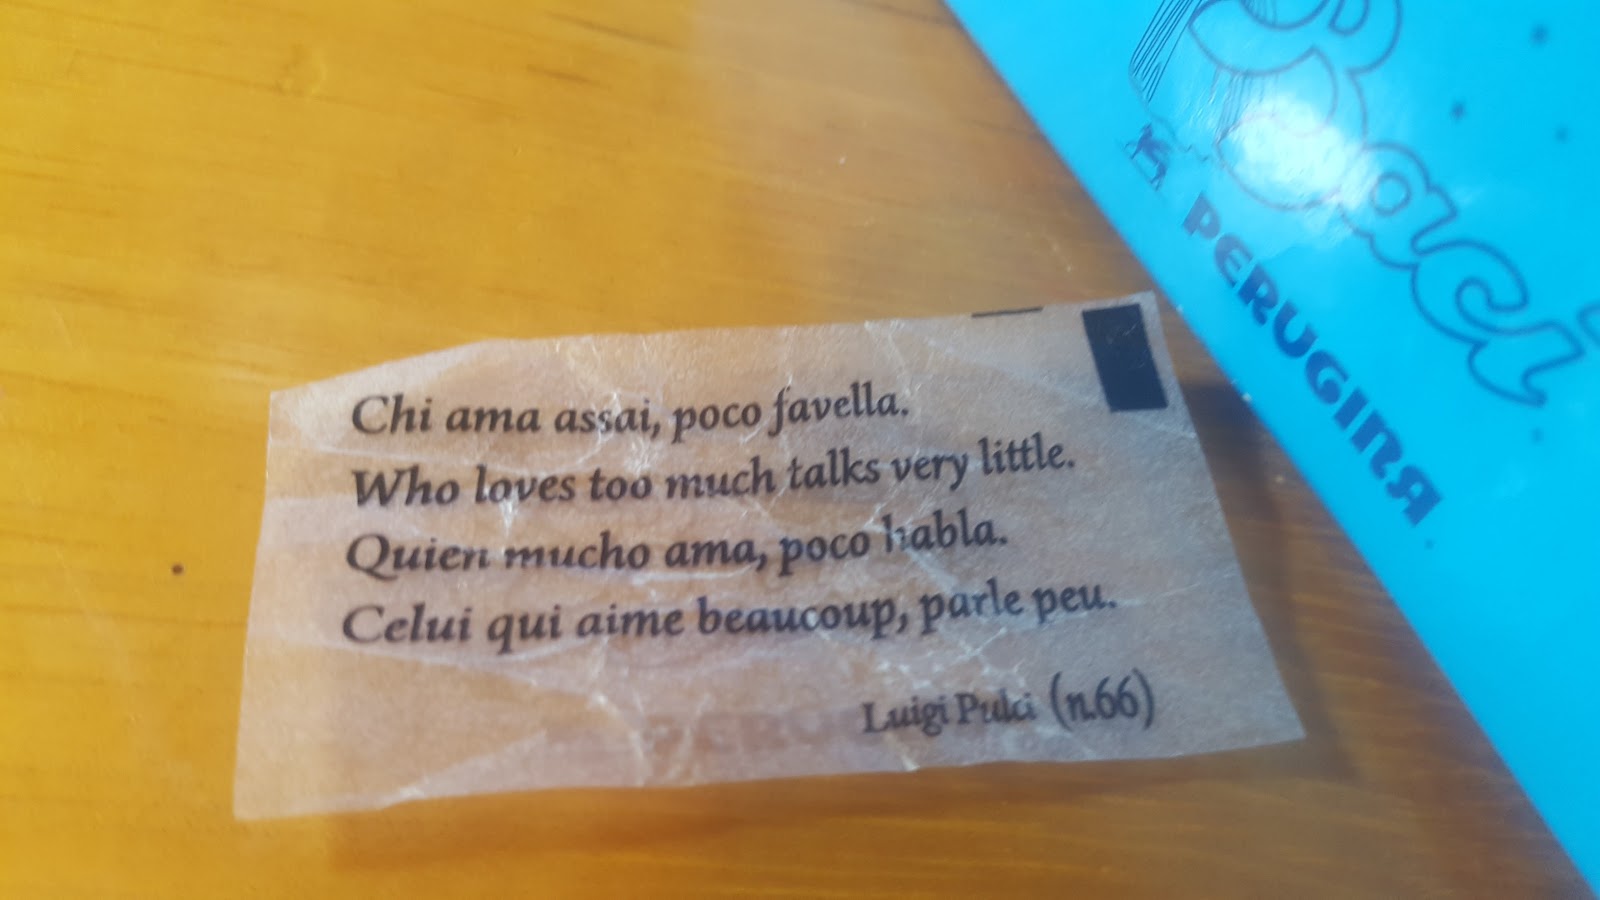 Baci
PERUGINA
Chi ama assai, poco favella.
Who loves too much talks very little.
Quien mucho ama, poco habla.
Celui qui aime beaucoup, parle peu.
Luigi Pulci (n.66)